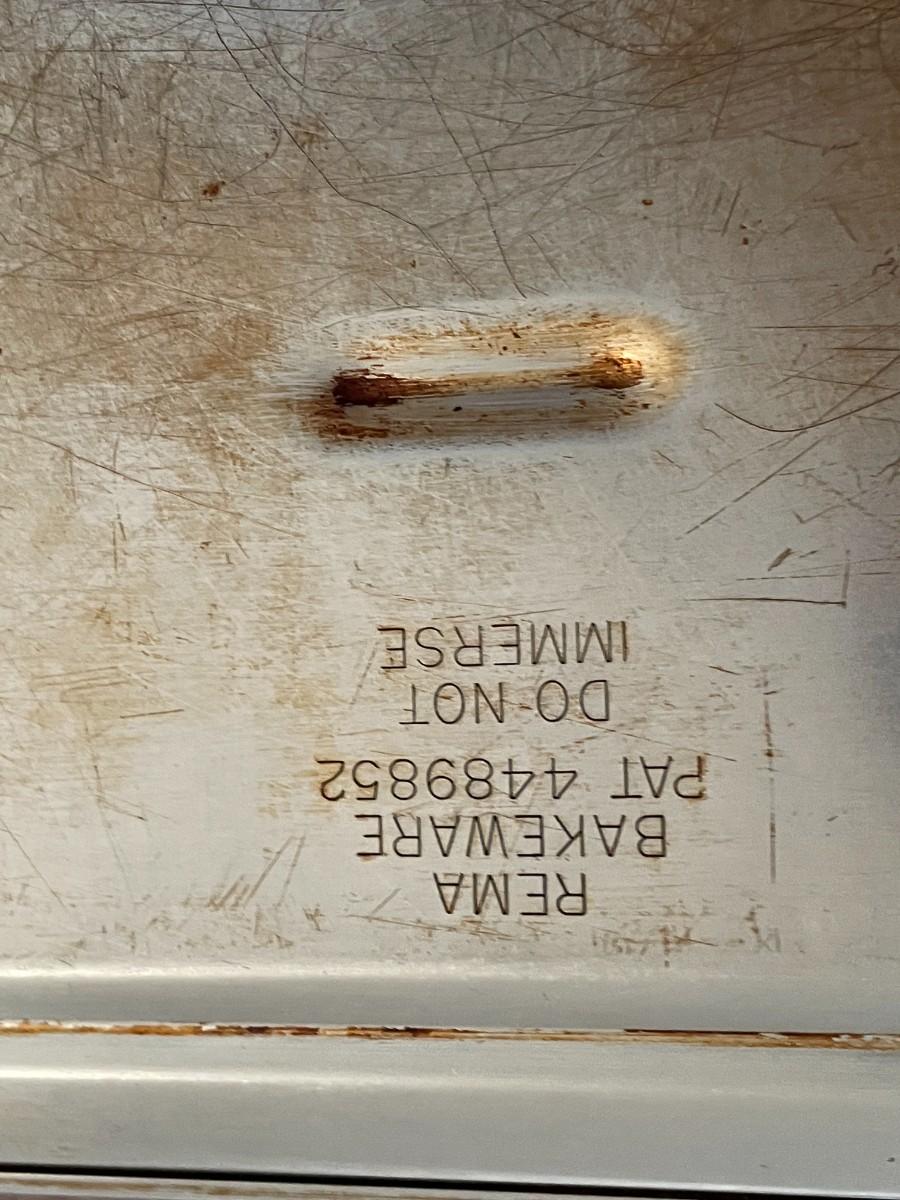 REMA
BAKEWARE
PAT 4489852
DO NOT
IMMERSE